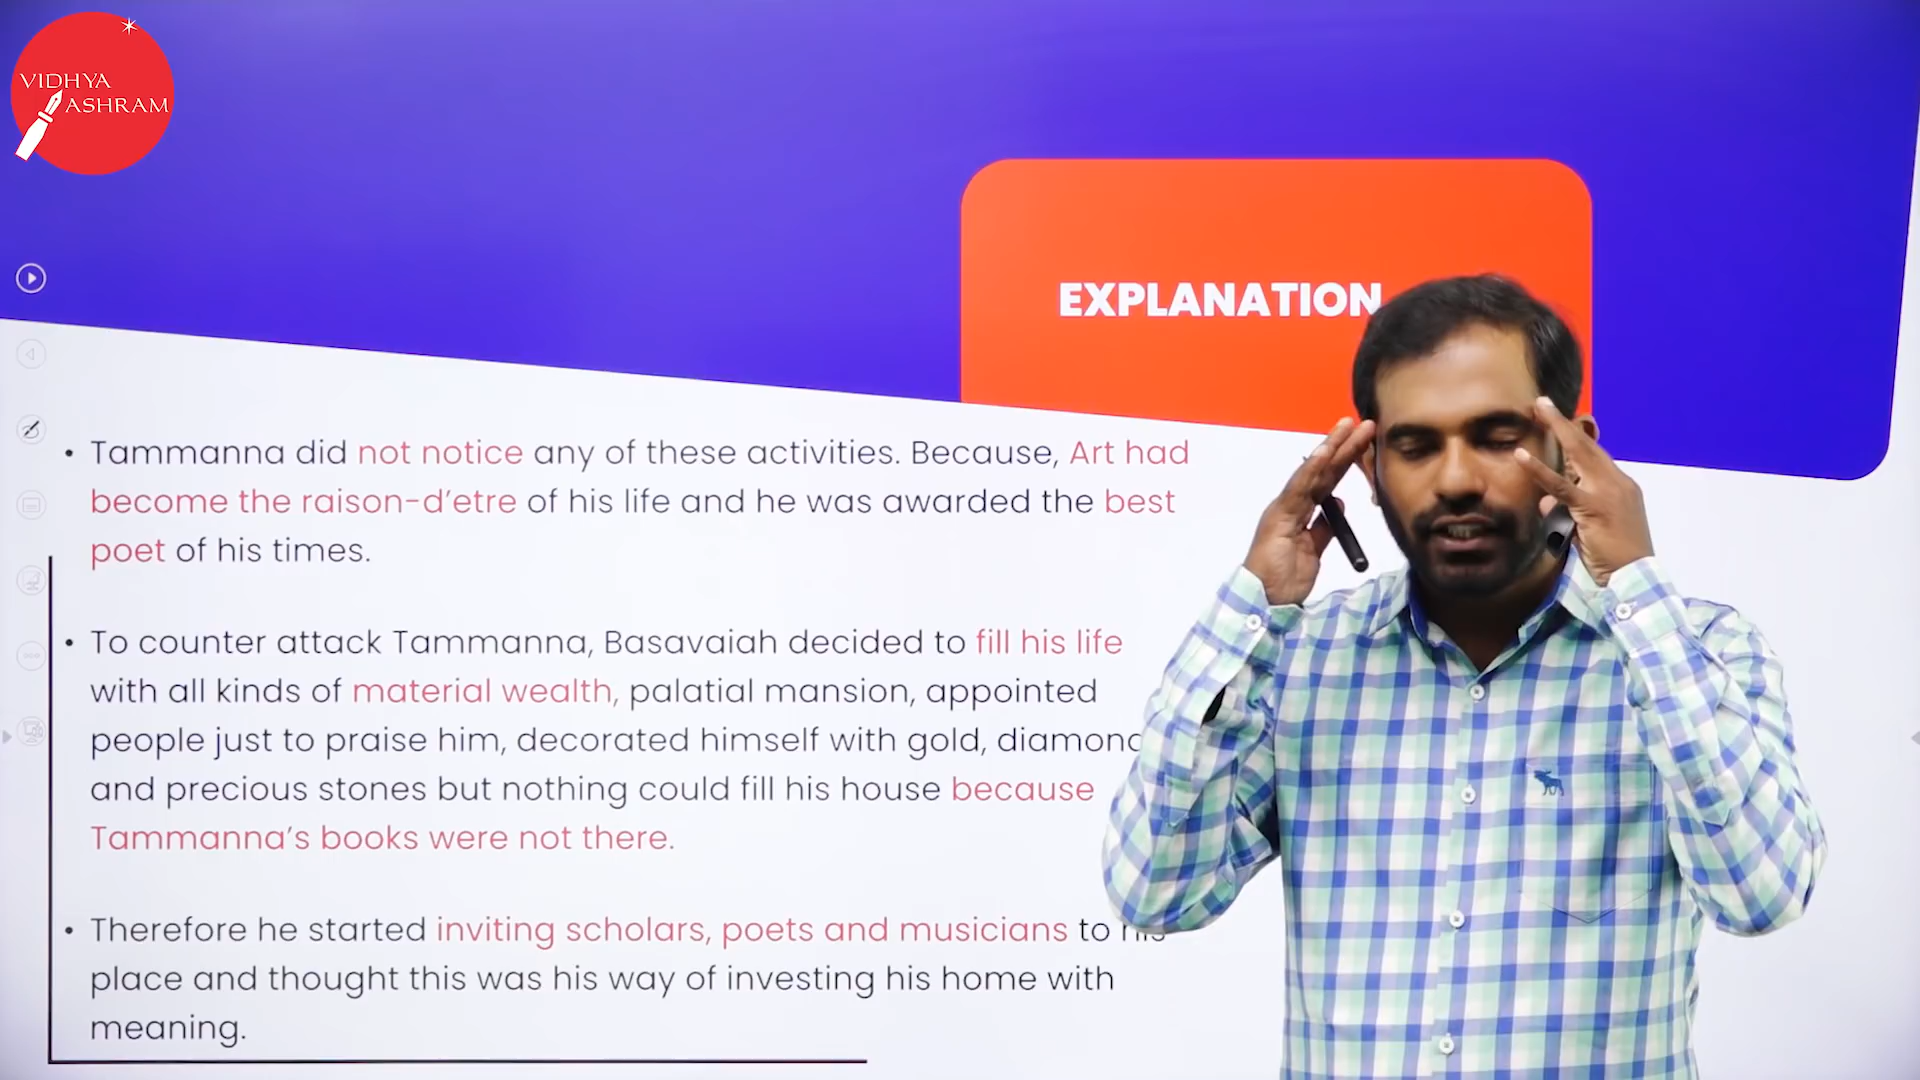 VIDHYA
ASHRAM
EXPLANATION
• Tammanna did not notice any of these activities. Because, Art had
become the raison-d’etre of his life and he was awarded the best
poet of his times.
• To counter attack Tammanna, Basavaiah decided to fill his life
with all kinds of material wealth, palatial mansion, appointed
people just to praise him, decorated himself with gold, diamond
and precious stones but nothing could fill his house because
Tammanna’s books were not there.
• Therefore he started inviting scholars, poets and musicians to his
place and thought this was his way of investing his home with
meaning.